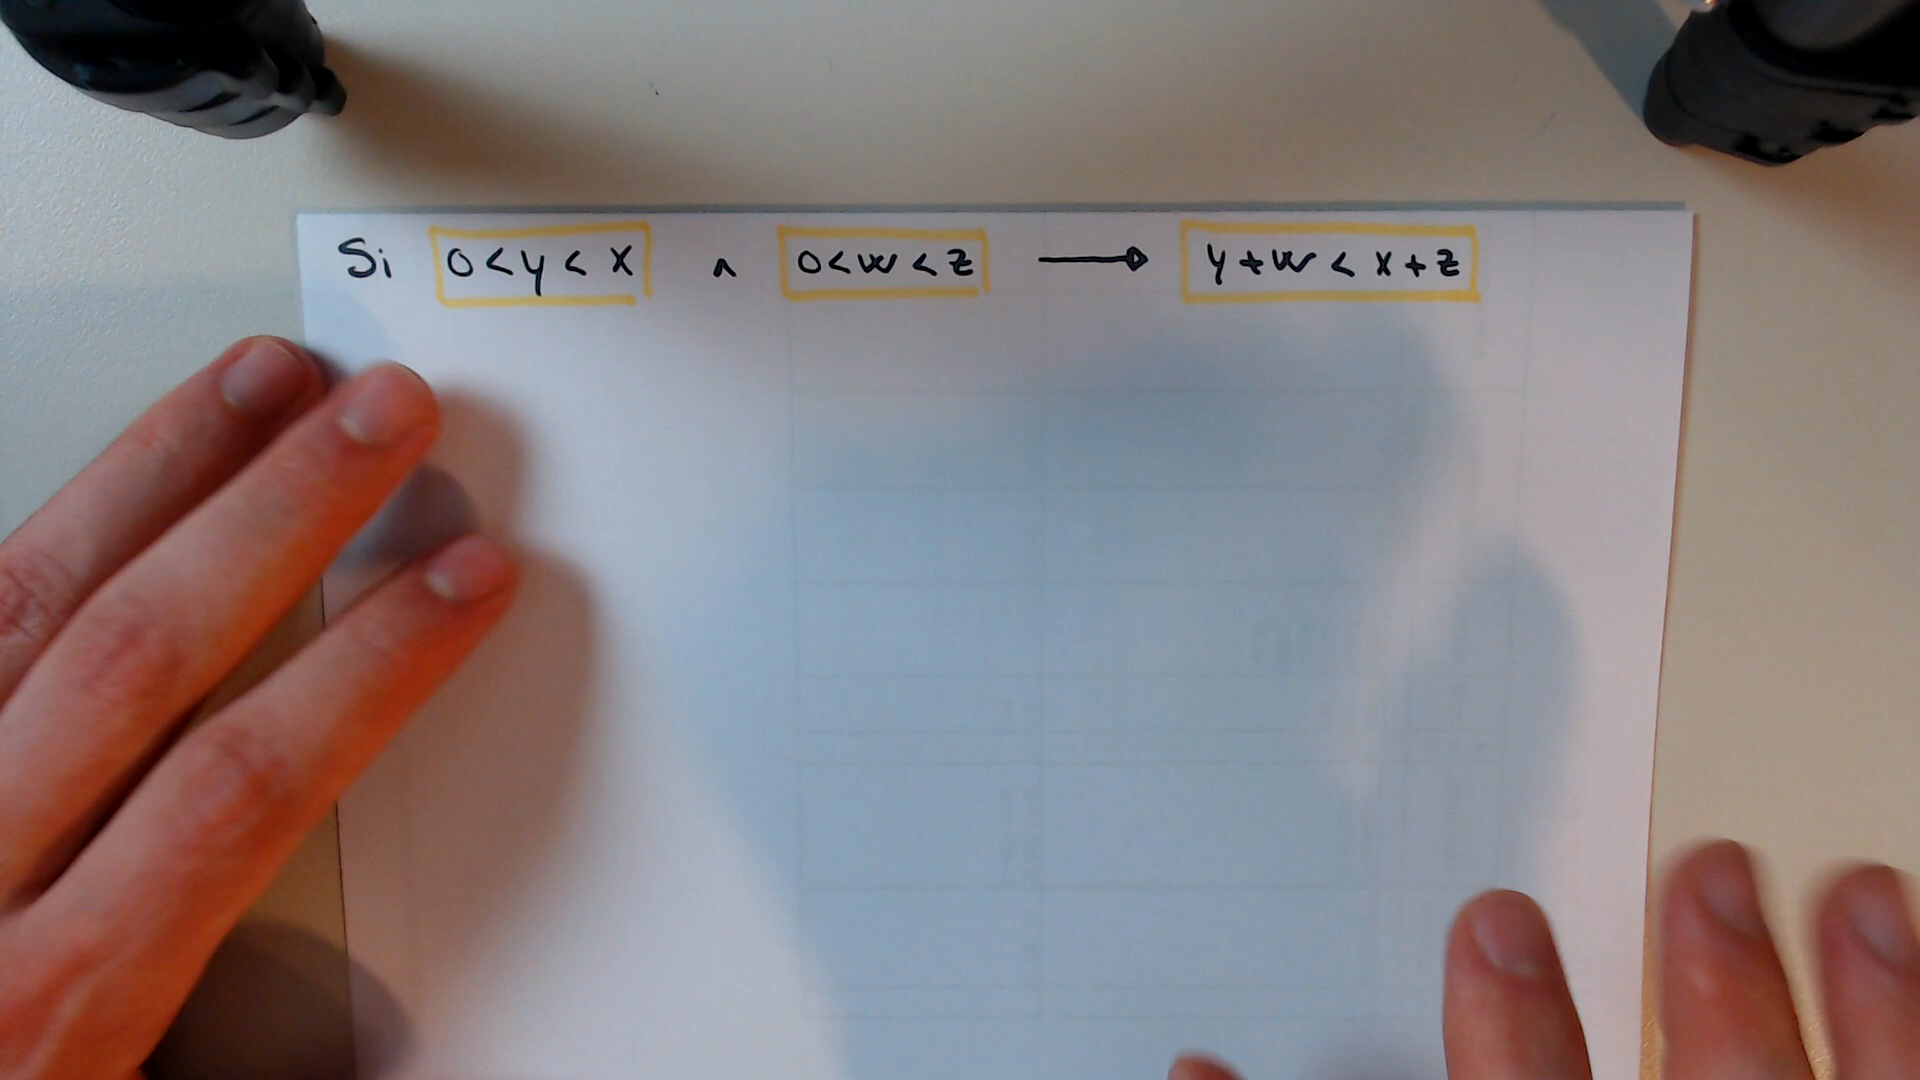 Si 0<y<x ∧ 0<w<z → y+w<x+z